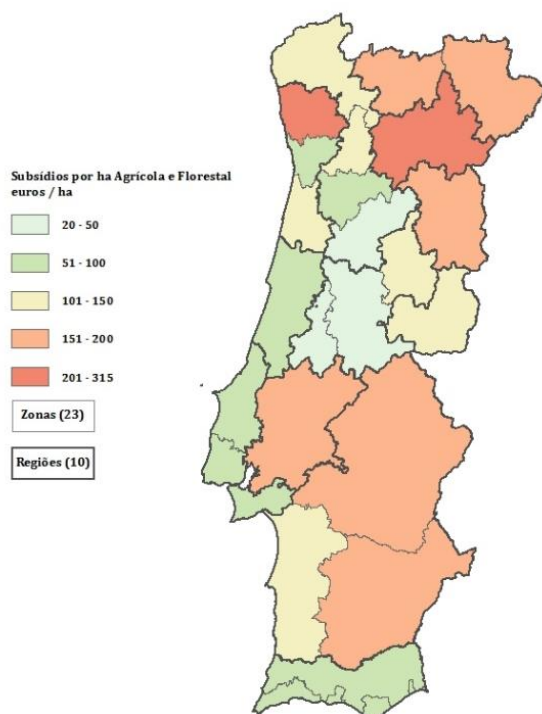 Subsídios por ha Agrícola e Florestal
euros / ha
20 - 50
51 - 100
101 - 150
151 - 200
201 - 315
Zonas (23)
Regiões (10)